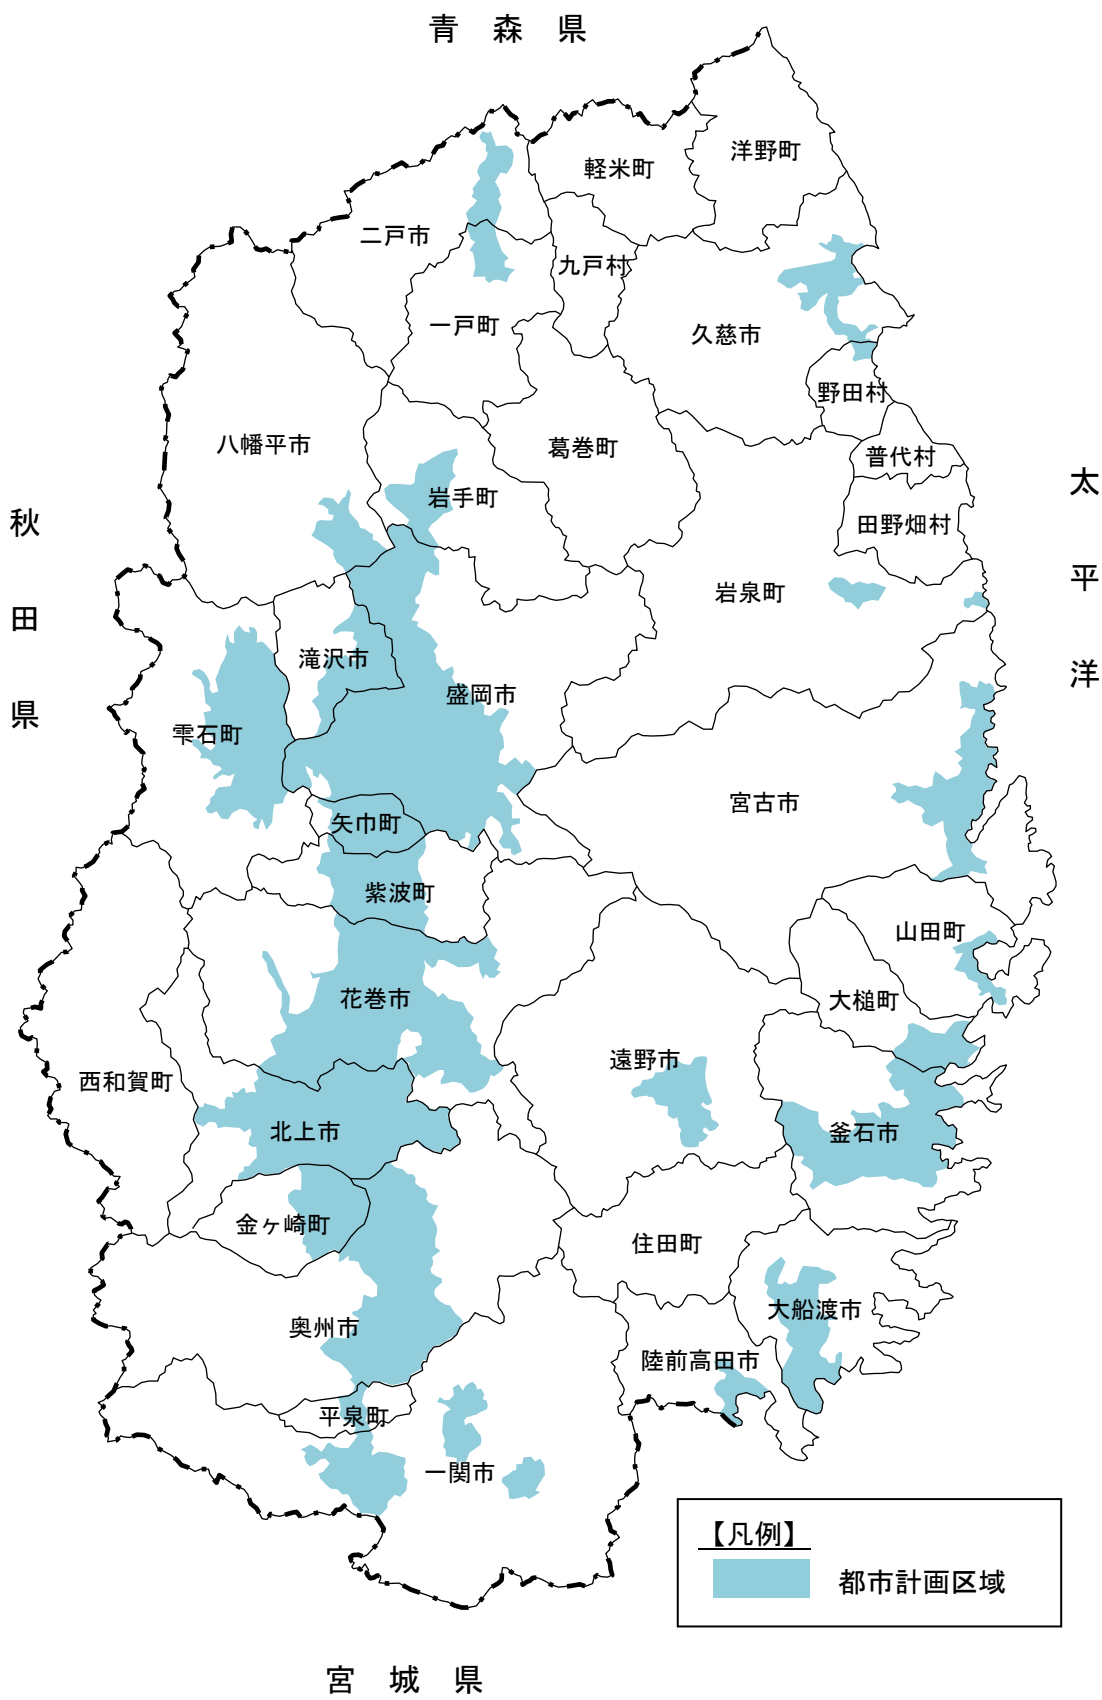 青森県
洋野町
軽米町
二戸市
九戸村
一戸町
久慈市
野田村
八幡平市
葛巻町
普代村
岩手町
田野畑村
秋田県
太平洋
岩泉町
滝沢市
盛岡市
雫石町
宮古市
矢巾町
紫波町
山田町
花巻市
大槌町
遠野市
西和賀町
北上市
釜石市
金ヶ崎町
住田町
大船渡市
奥州市
陸前高田市
平泉町
一関市
【凡例】
都市計画区域
宮城県